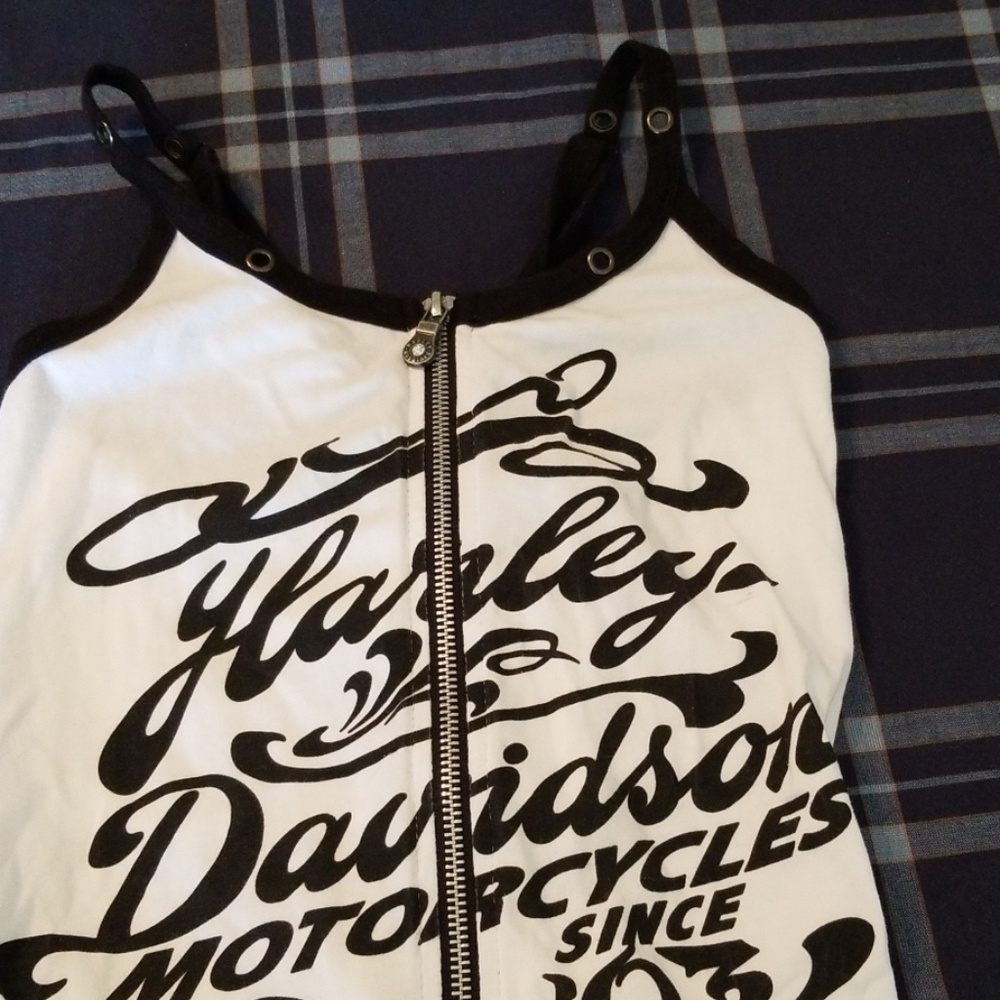 Harley-
Davidson
MOTORCYCLES
SINCE